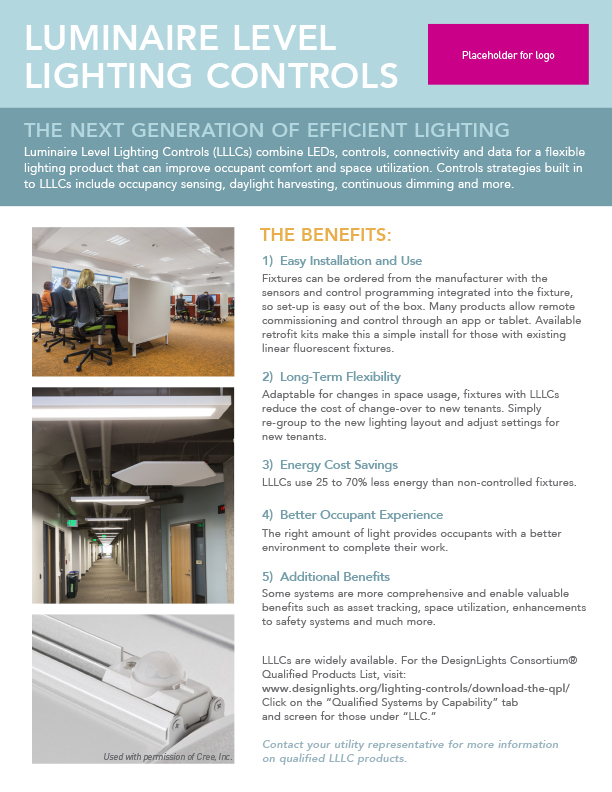 LUMINAIRE LEVEL
LIGHTING CONTROLS
Placeholder for logo
THE NEXT GENERATION OF EFFICIENT LIGHTING
Luminaire Level Lighting Controls (LLLCs) combine LEDs, controls, connectivity and data for a flexible
lighting product that can improve occupant comfort and space utilization. Controls strategies built in
to LLLCs include occupancy sensing, daylight harvesting, continuous dimming and more.
THE BENEFITS:
1) Easy Installation and Use
Fixtures can be ordered from the manufacturer with the
sensors and control programming integrated into the fixture,
so set-up is easy out of the box. Many products allow remote
commissioning and control through an app or tablet. Available
retrofit kits make this a simple install for those with existing
linear fluorescent fixtures.
2) Long-Term Flexibility
Adaptable for changes in space usage, fixtures with LLLCs
reduce the cost of change-over to new tenants. Simply
re-group to the new lighting layout and adjust settings for
new tenants.
3) Energy Cost Savings
LLLCs use 25 to 70% less energy than non-controlled fixtures.
4) Better Occupant Experience
The right amount of light provides occupants with a better
environment to complete their work.
5) Additional Benefits
Some systems are more comprehensive and enable valuable
benefits such as asset tracking, space utilization, enhancements
to safety systems and much more.
LLLCs are widely available. For the DesignLights Consortium®
Qualified Products List, visit:
www.designlights.org/lighting-controls/download-the-qpl/
Click on the “Qualified Systems by Capability” tab
and screen for those under “LLC.”
Contact your utility representative for more information
on qualified LLLC products.
Used with permission of Cree, Inc.